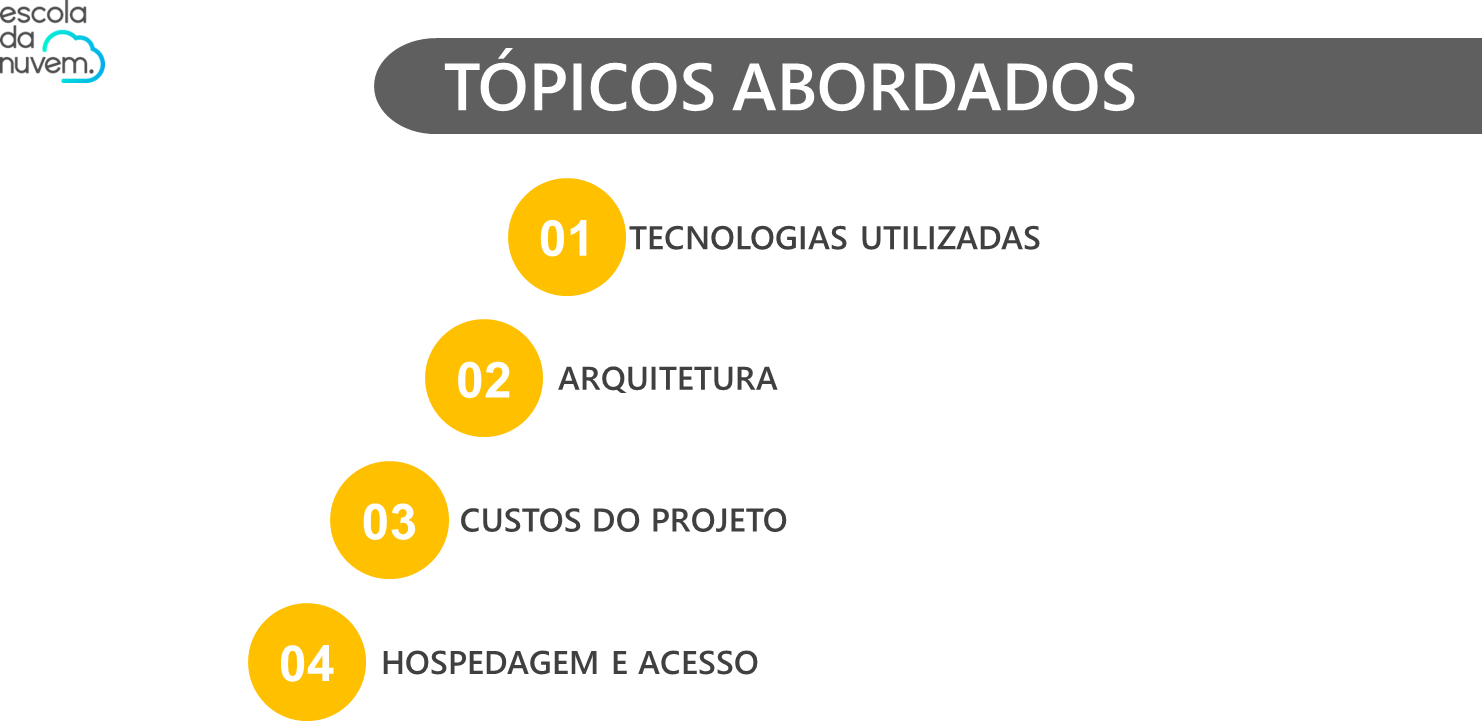 escola
da
nuvem.
TÓPICOS ABORDADOS
01 TECNOLOGIAS UTILIZADAS
02 ARQUITETURA
03 CUSTOS DO PROJETO
04 HOSPEDAGEM E ACESSO